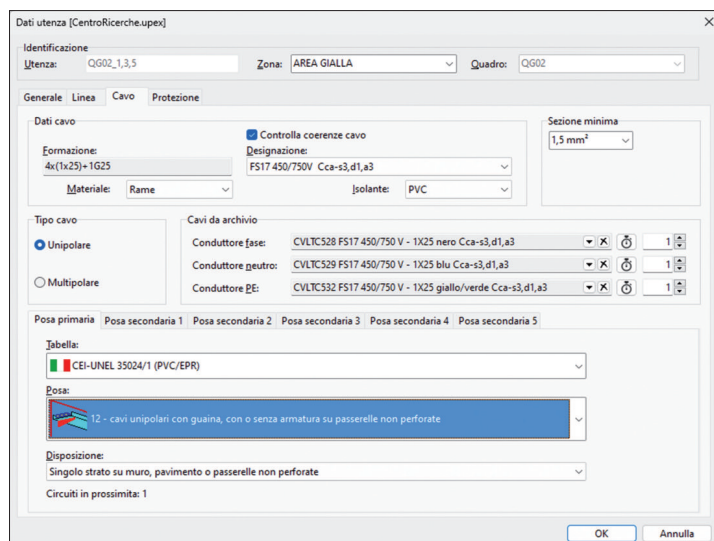 Dati utenza [CentroRicerche.upex]
Identificazione
Utenza: QG02_1,3,5 Zona: AREA GIALLA Quadro: QG02
Generale Linea Cavo Protezione
Dati cavo Sezione minima
Controlla coerenze cavo 1,5 mm²
Formazione: Designazione:
4x(1x25)+1G25 FS17 450/750V Cca-s3,d1,a3
Materiale: Rame Isolante: PVC
Tipo cavo Cavi da archivio
Unipolare Conduttore fase: CVLTC528 FS17 450/750 V - 1X25 nero Cca-s3,d1,a3 1
Conduttore neutro: CVLTC529 FS17 450/750 V - 1X25 blu Cca-s3,d1,a3 1
Multipolare Conduttore PE: CVLTC532 FS17 450/750 V - 1X25 giallo/verde Cca-s3,d1,a3 1
Posa primaria Posa secondaria 1 Posa secondaria 2 Posa secondaria 3 Posa secondaria 4 Posa secondaria 5
Tabella:
CEI-UNEL 35024/1 (PVC/EPR)
Posa:
12 - cavi unipolari con guaina, con o senza armatura su passerelle non perforate
Disposizione:
Singolo strato su muro, pavimento o passerelle non perforate
Circuiti in prossimita: 1
OK Annulla